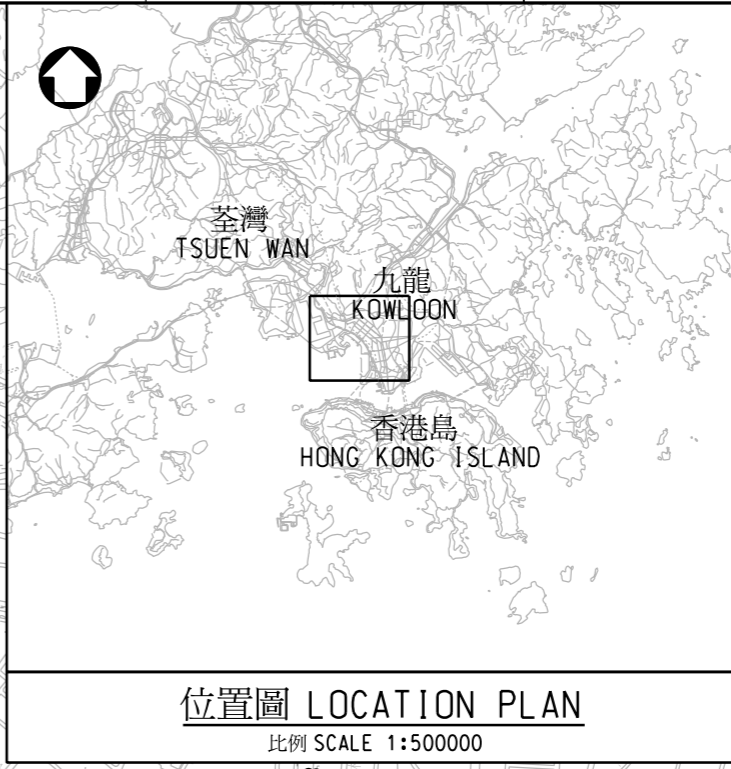 荃灣
TSUEN WAN
九龍
KOWLOON
香港島
HONG KONG ISLAND
位置圖 LOCATION PLAN
比例 SCALE 1:500000